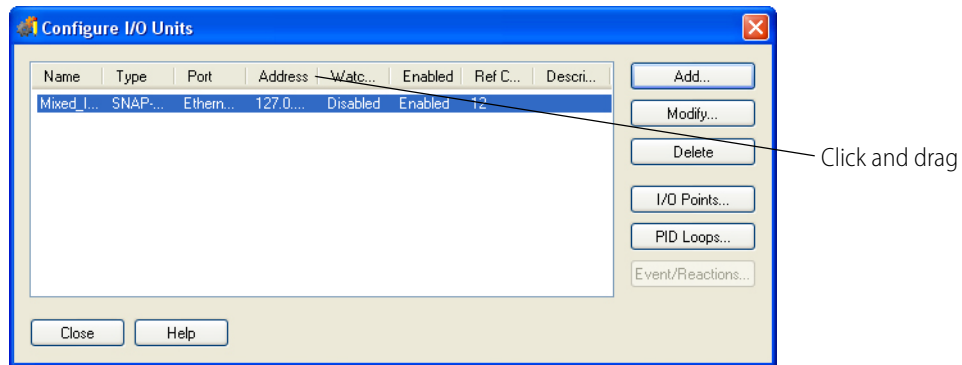 Configure I/O Units
Name Type Port Address Watc... Enabled Ref C... Descri...
Mixed_I... SNAP-... Ethern... 127.0.... Disabled Enabled 12
Add...
Modify...
Delete
Click and drag
I/O Points...
PID Loops...
Event/Reactions...
Close Help